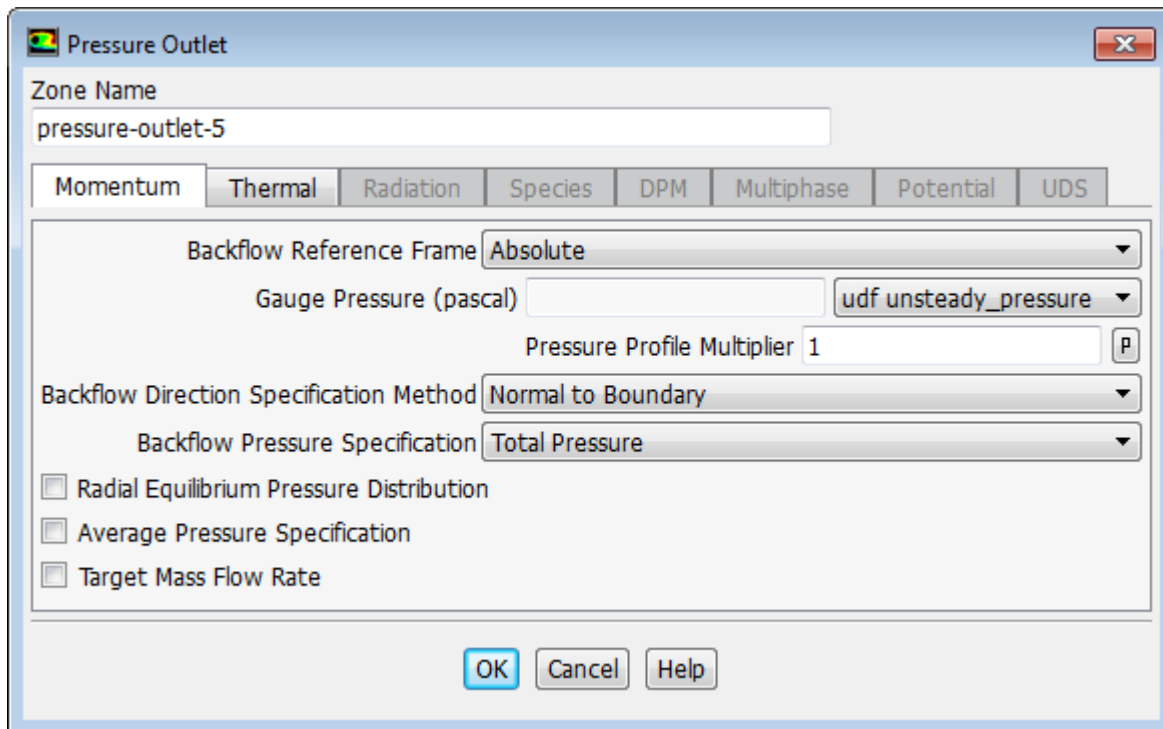 Pressure Outlet
Zone Name
pressure-outlet-5
Momentum Thermal Radiation Species DPM Multiphase Potential UDS
Backflow Reference Frame Absolute
Gauge Pressure (pascal) udf unsteady_pressure
Pressure Profile Multiplier 1 P
Backflow Direction Specification Method Normal to Boundary
Backflow Pressure Specification Total Pressure
Radial Equilibrium Pressure Distribution
Average Pressure Specification
Target Mass Flow Rate
OK Cancel Help